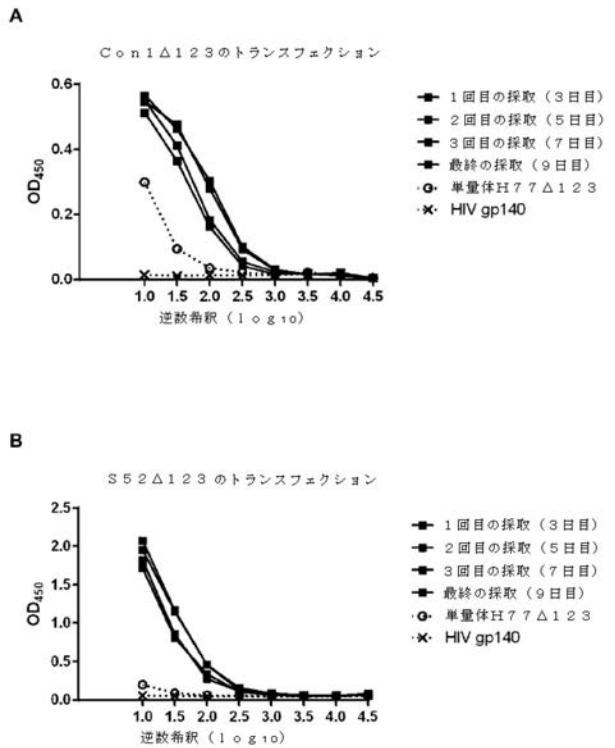 A
Con1Δ123のトランスフェクション
0.6
0.4
0.2
0.0
OD450
1.0 1.5 2.0 2.5 3.0 3.5 4.0 4.5
逆数希釈（log10）
1回目の採取（3日目）
2回目の採取（5日目）
3回目の採取（7日目）
最終の採取（9日目）
単量体H77Δ123
HIV gp140
B
S52Δ123のトランスフェクション
2.5
2.0
1.5
1.0
0.5
0.0
OD450
1.0 1.5 2.0 2.5 3.0 3.5 4.0 4.5
逆数希釈（log10）
1回目の採取（3日目）
2回目の採取（5日目）
3回目の採取（7日目）
最終の採取（9日目）
単量体H77Δ123
HIV gp140